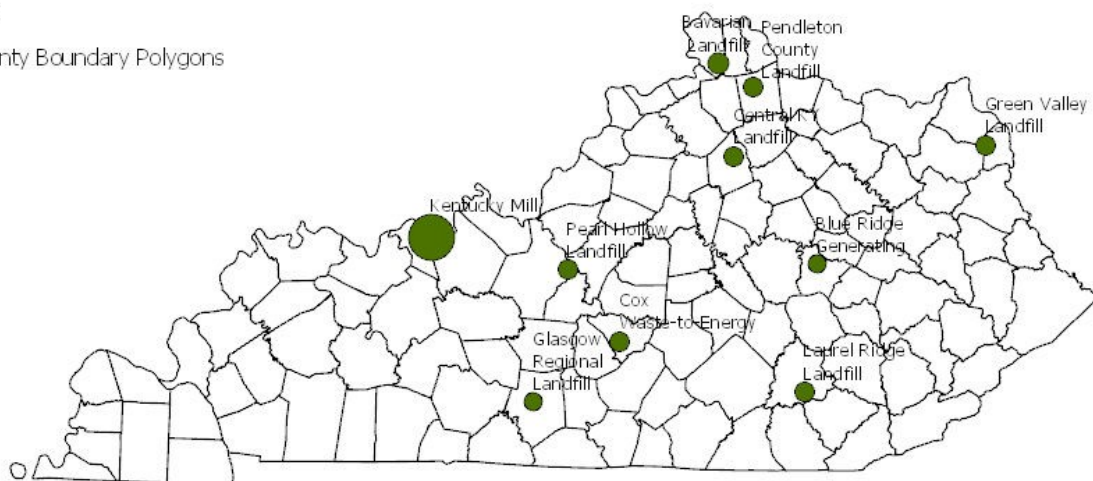 nty Boundary Polygons
Bavarian
Landfill
Pendleton
County
Landfill
Central KY
Landfill
Green Valley
Landfill
Kentucky Mill
Pearl Hollow
Landfill
Blue Ridge
Generating
Cox
Waste-to-Energy
Glasgow
Regional
Landfill
Laurel Ridge
Landfill